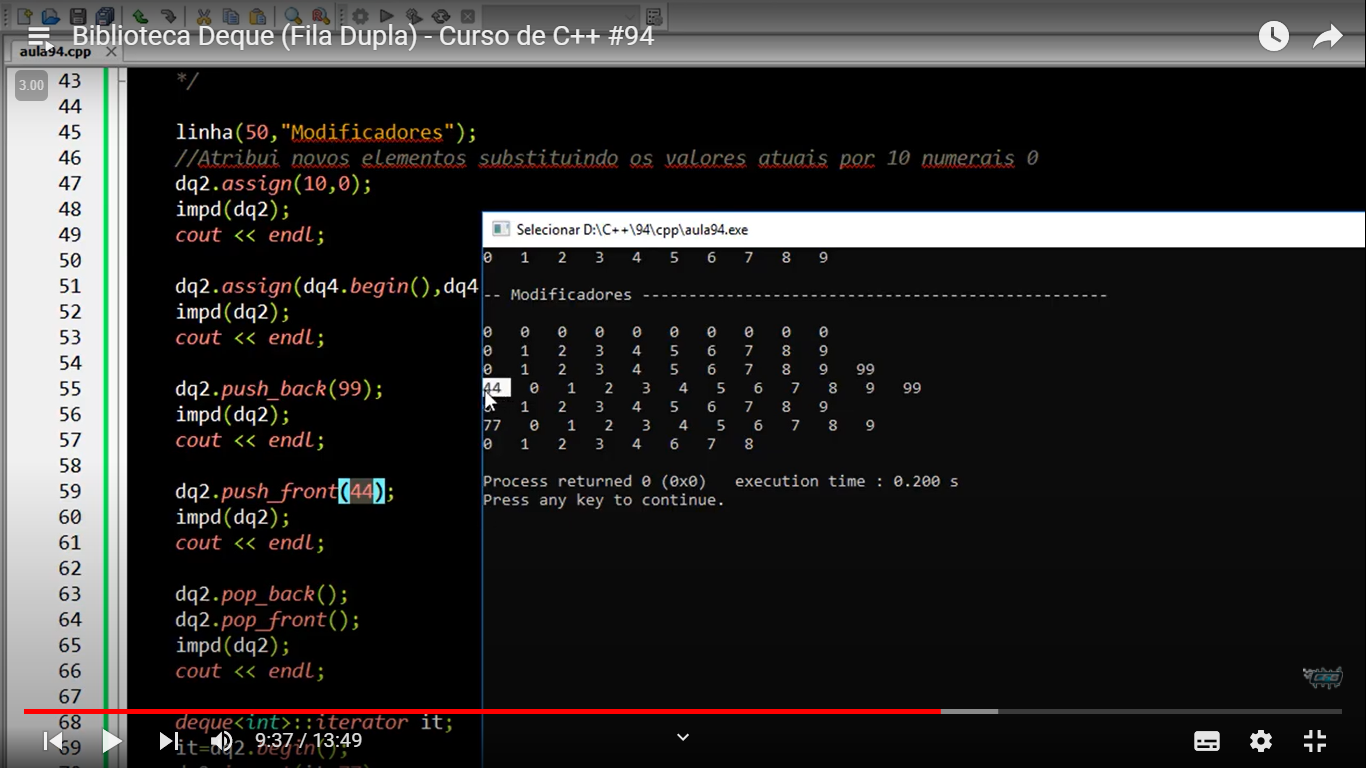 Biblioteca Deque (Fila Dupla) - Curso de C++ #94
aula94.cpp
3.00
43 */
44
45 linha(50,"Modificadores");
46 //Atribui novos elementos substituindo os valores atuais por 10 numerais 0
47 dq2.assign(10,0);
48 impd(dq2);
49 cout << endl;
50
51 dq2.assign(dq4.begin(),dq4
52 impd(dq2);
53 cout << endl;
54
55 dq2.push_back(99);
56 impd(dq2);
57 cout << endl;
58
59 dq2.push_front(44);
60 impd(dq2);
61 cout << endl;
62
63 dq2.pop_back();
64 dq2.pop_front();
65 impd(dq2);
66 cout << endl;
67
68 deque<int>::iterator it;
69 it=dq2.begin();
Selecionar D:\C++\94\cpp\aula94.exe
0 1 2 3 4 5 6 7 8 9
-- Modificadores --------------------------------------------------
0 0 0 0 0 0 0 0 0 0
0 1 2 3 4 5 6 7 8 9
0 1 2 3 4 5 6 7 8 9 99
44 0 1 2 3 4 5 6 7 8 9 99
0 1 2 3 4 5 6 7 8 9
77 0 1 2 3 4 5 6 7 8 9
0 1 2 3 4 6 7 8
Process returned 0 (0x0) execution time : 0.200 s
Press any key to continue.
9:37 / 13:49